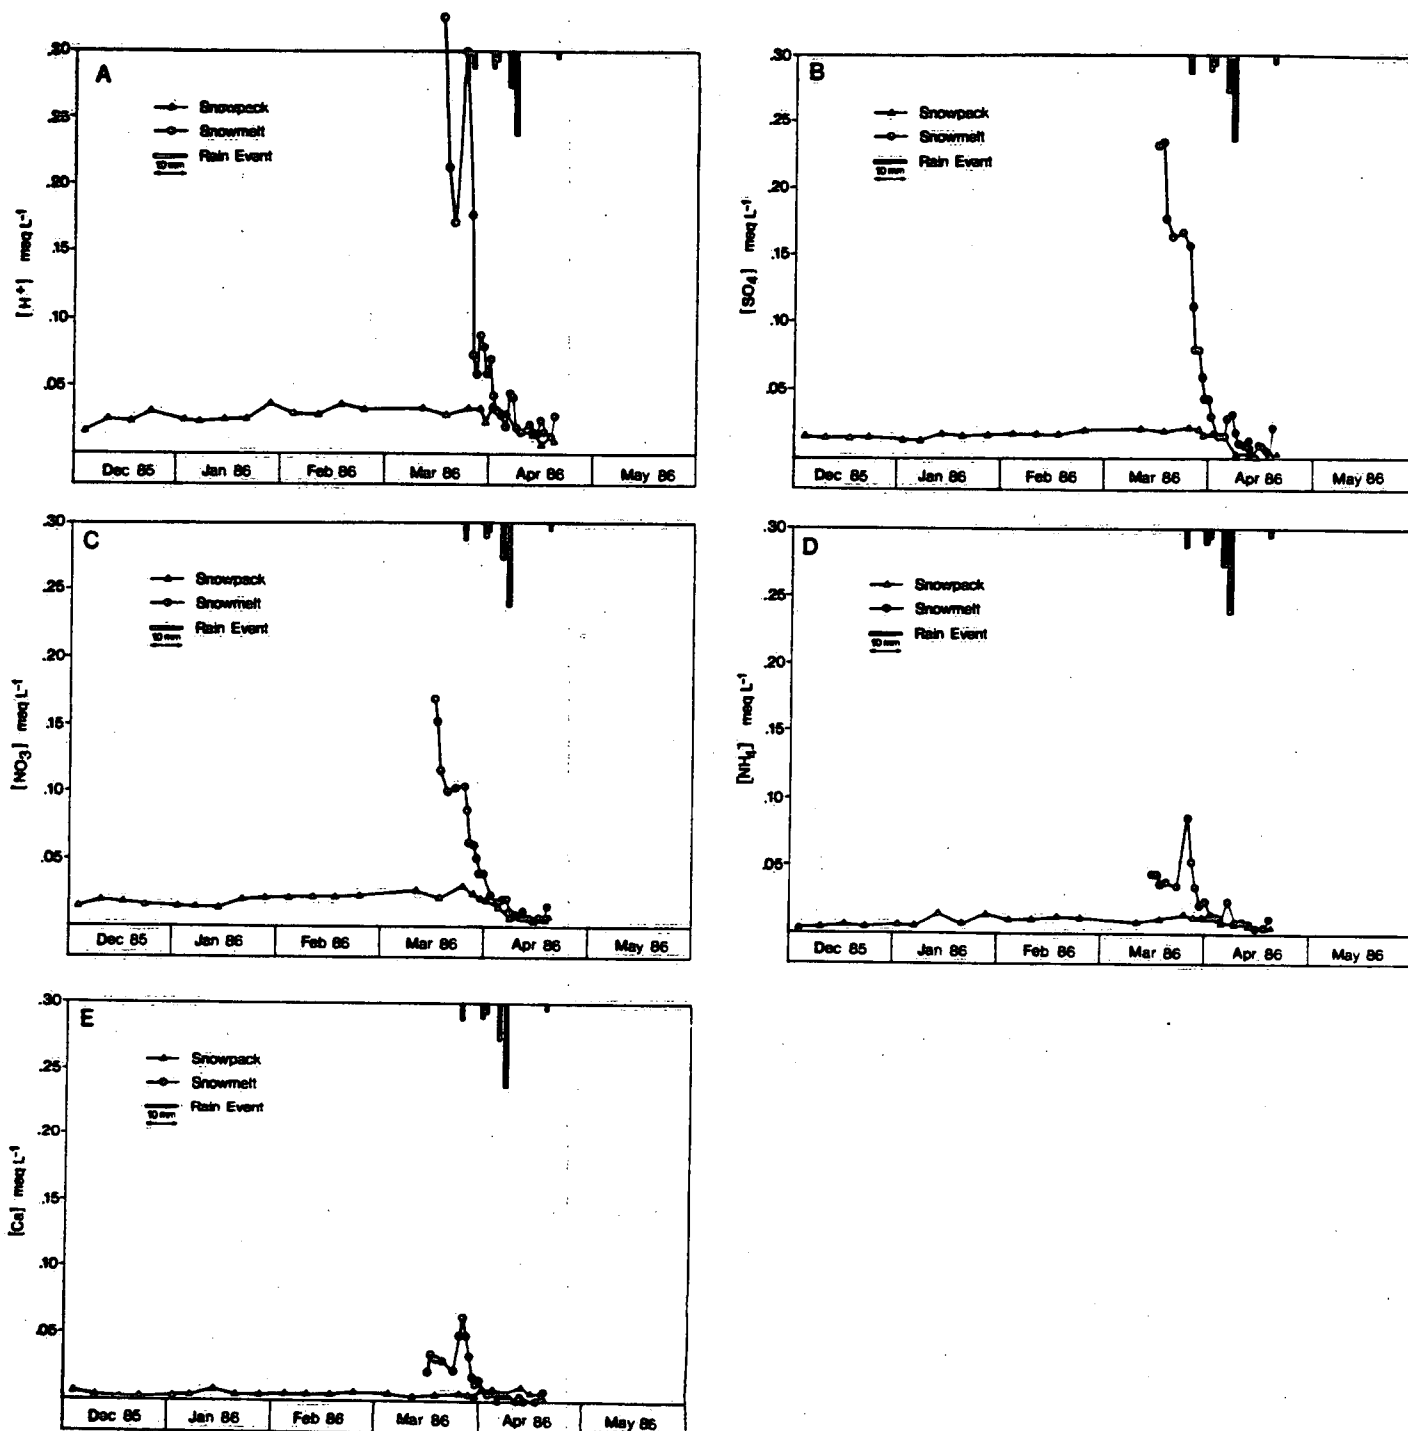 A
.30
.25
.20
.15
.10
.05
[H+] meq L-1
Snowpack
Snowmelt
Rain Event
10 mm
Dec 85 Jan 86 Feb 86 Mar 86 Apr 86 May 86
B
.30
.25
.20
.15
.10
.05
[SO4] meq L-1
Snowpack
Snowmelt
Rain Event
10 mm
Dec 85 Jan 86 Feb 86 Mar 86 Apr 86 May 86
C
.30
.25
.20
.15
.10
.05
[NO3] meq L-1
Snowpack
Snowmelt
Rain Event
10 mm
Dec 85 Jan 86 Feb 86 Mar 86 Apr 86 May 86
D
.30
.25
.20
.15
.10
.05
[NH4] meq L-1
Snowpack
Snowmelt
Rain Event
10 mm
Dec 85 Jan 86 Feb 86 Mar 86 Apr 86 May 86
E
.30
.25
.20
.15
.10
.05
[Ca] meq L-1
Snowpack
Snowmelt
Rain Event
10 mm
Dec 85 Jan 86 Feb 86 Mar 86 Apr 86 May 86